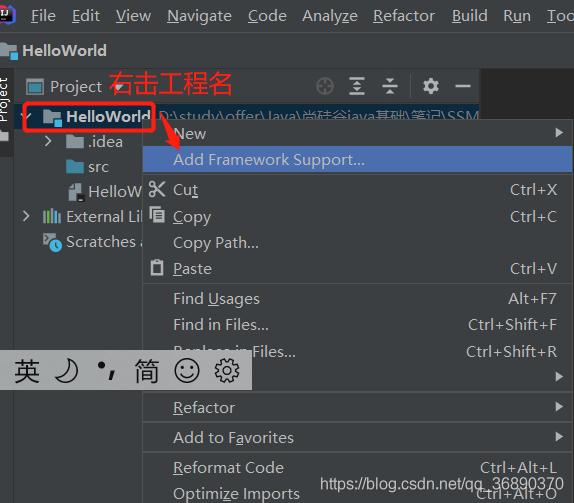 IJ File Edit View Navigate Code Analyze Refactor Build Run Too
HelloWorld
Project
Project 右击工程名
HelloWorld D:\study\offer\Java\尚硅谷java基础\笔记\SSM
New
.idea
Add Framework Support...
src
Cut Ctrl+X
HelloW
Copy Ctrl+C
External Lib
Copy Path...
Scratches a
Paste Ctrl+V
Find Usages Alt+F7
Find in Files... Ctrl+Shift+F
Replace in Files... Ctrl+Shift+R
英 简
Refactor
Add to Favorites
Reformat Code Ctrl+Alt+L
https://blog.csdn.net/qq_36890370
Optimize Imports Ctrl+Alt+O